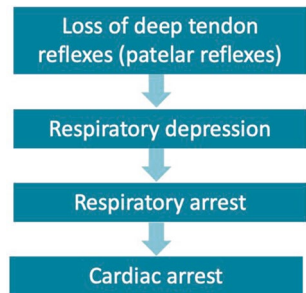 Loss of deep tendon
reflexes (patelar reflexes)
Respiratory depression
Respiratory arrest
Cardiac arrest